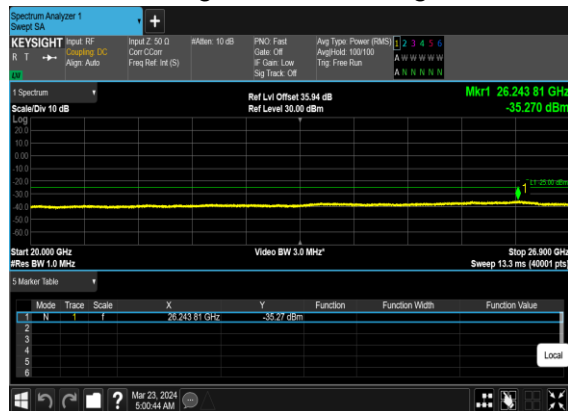 Spectrum Analyzer 1
Swept SA
+
KEYSIGHT Input: RF Input Z: 50 Ω #Atten: 10 dB PNO: Fast Avg Type: Power (RMS) 1 2 3 4 5 6
R T Coupling: DC Corr CCorr Gate: Off Avg|Hold: 100/100 A W W W W W
Align: Auto Freq Ref: Int (S) IF Gain: Low Trig: Free Run
LXI Sig Track: Off A N N N N N
1 Spectrum Ref Lvl Offset 35.94 dB Mkr1 26.243 81 GHz
Scale/Div 10 dB Ref Level 30.00 dBm -35.270 dBm
Log
20.0
10.0
0.00
-10.0
-20.0 1 L1 -25.00 dBm
-30.0
-40.0
-50.0
-60.0
Start 20.000 GHz Video BW 3.0 MHz* Stop 26.900 GHz
#Res BW 1.0 MHz Sweep 13.3 ms (40001 pts)
5 Marker Table
Mode Trace Scale X Y Function Function Width Function Value
1 N 1 f 26.243 81 GHz -35.27 dBm
2
3
4
5
6
Local
? Mar 23, 2024
5:00:44 AM